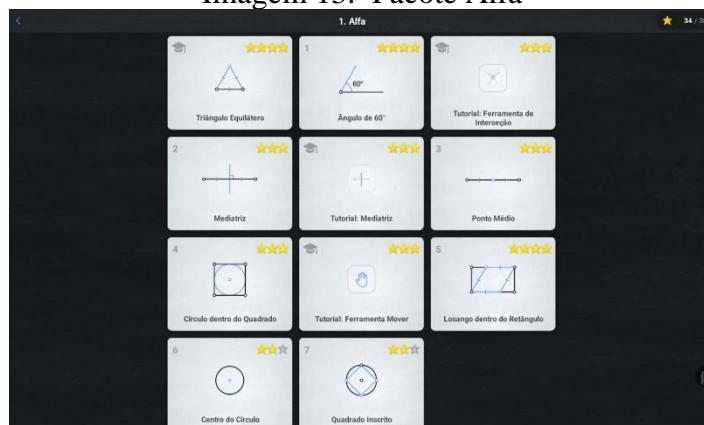 Imagem 13: Pacote Alfa
1. Alfa
34 / 36
Triângulo Equilátero
1
60°
Ângulo de 60°
Tutorial: Ferramenta de
Interseção
2
Mediatriz
Tutorial: Mediatriz
3
Ponto Médio
4
Círculo dentro do Quadrado
Tutorial: Ferramenta Mover
5
Losango dentro do Retângulo
6
Centro do Círculo
7
Quadrado Inscrito